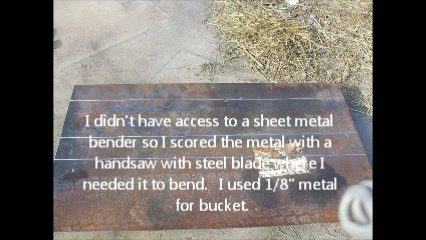 I didn't have access to a sheet metal
bender so I scored the metal with a
handsaw with steel blade where I
needed it to bend. I used 1/8" metal
for bucket.